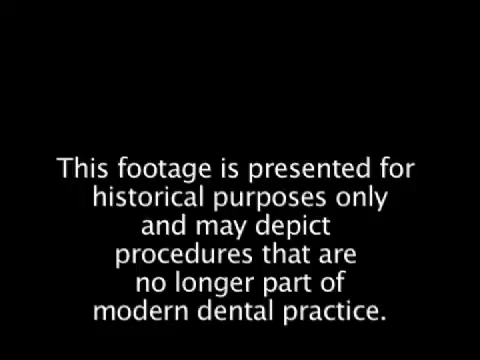 This footage is presented for
historical purposes only
and may depict
procedures that are
no longer part of
modern dental practice.